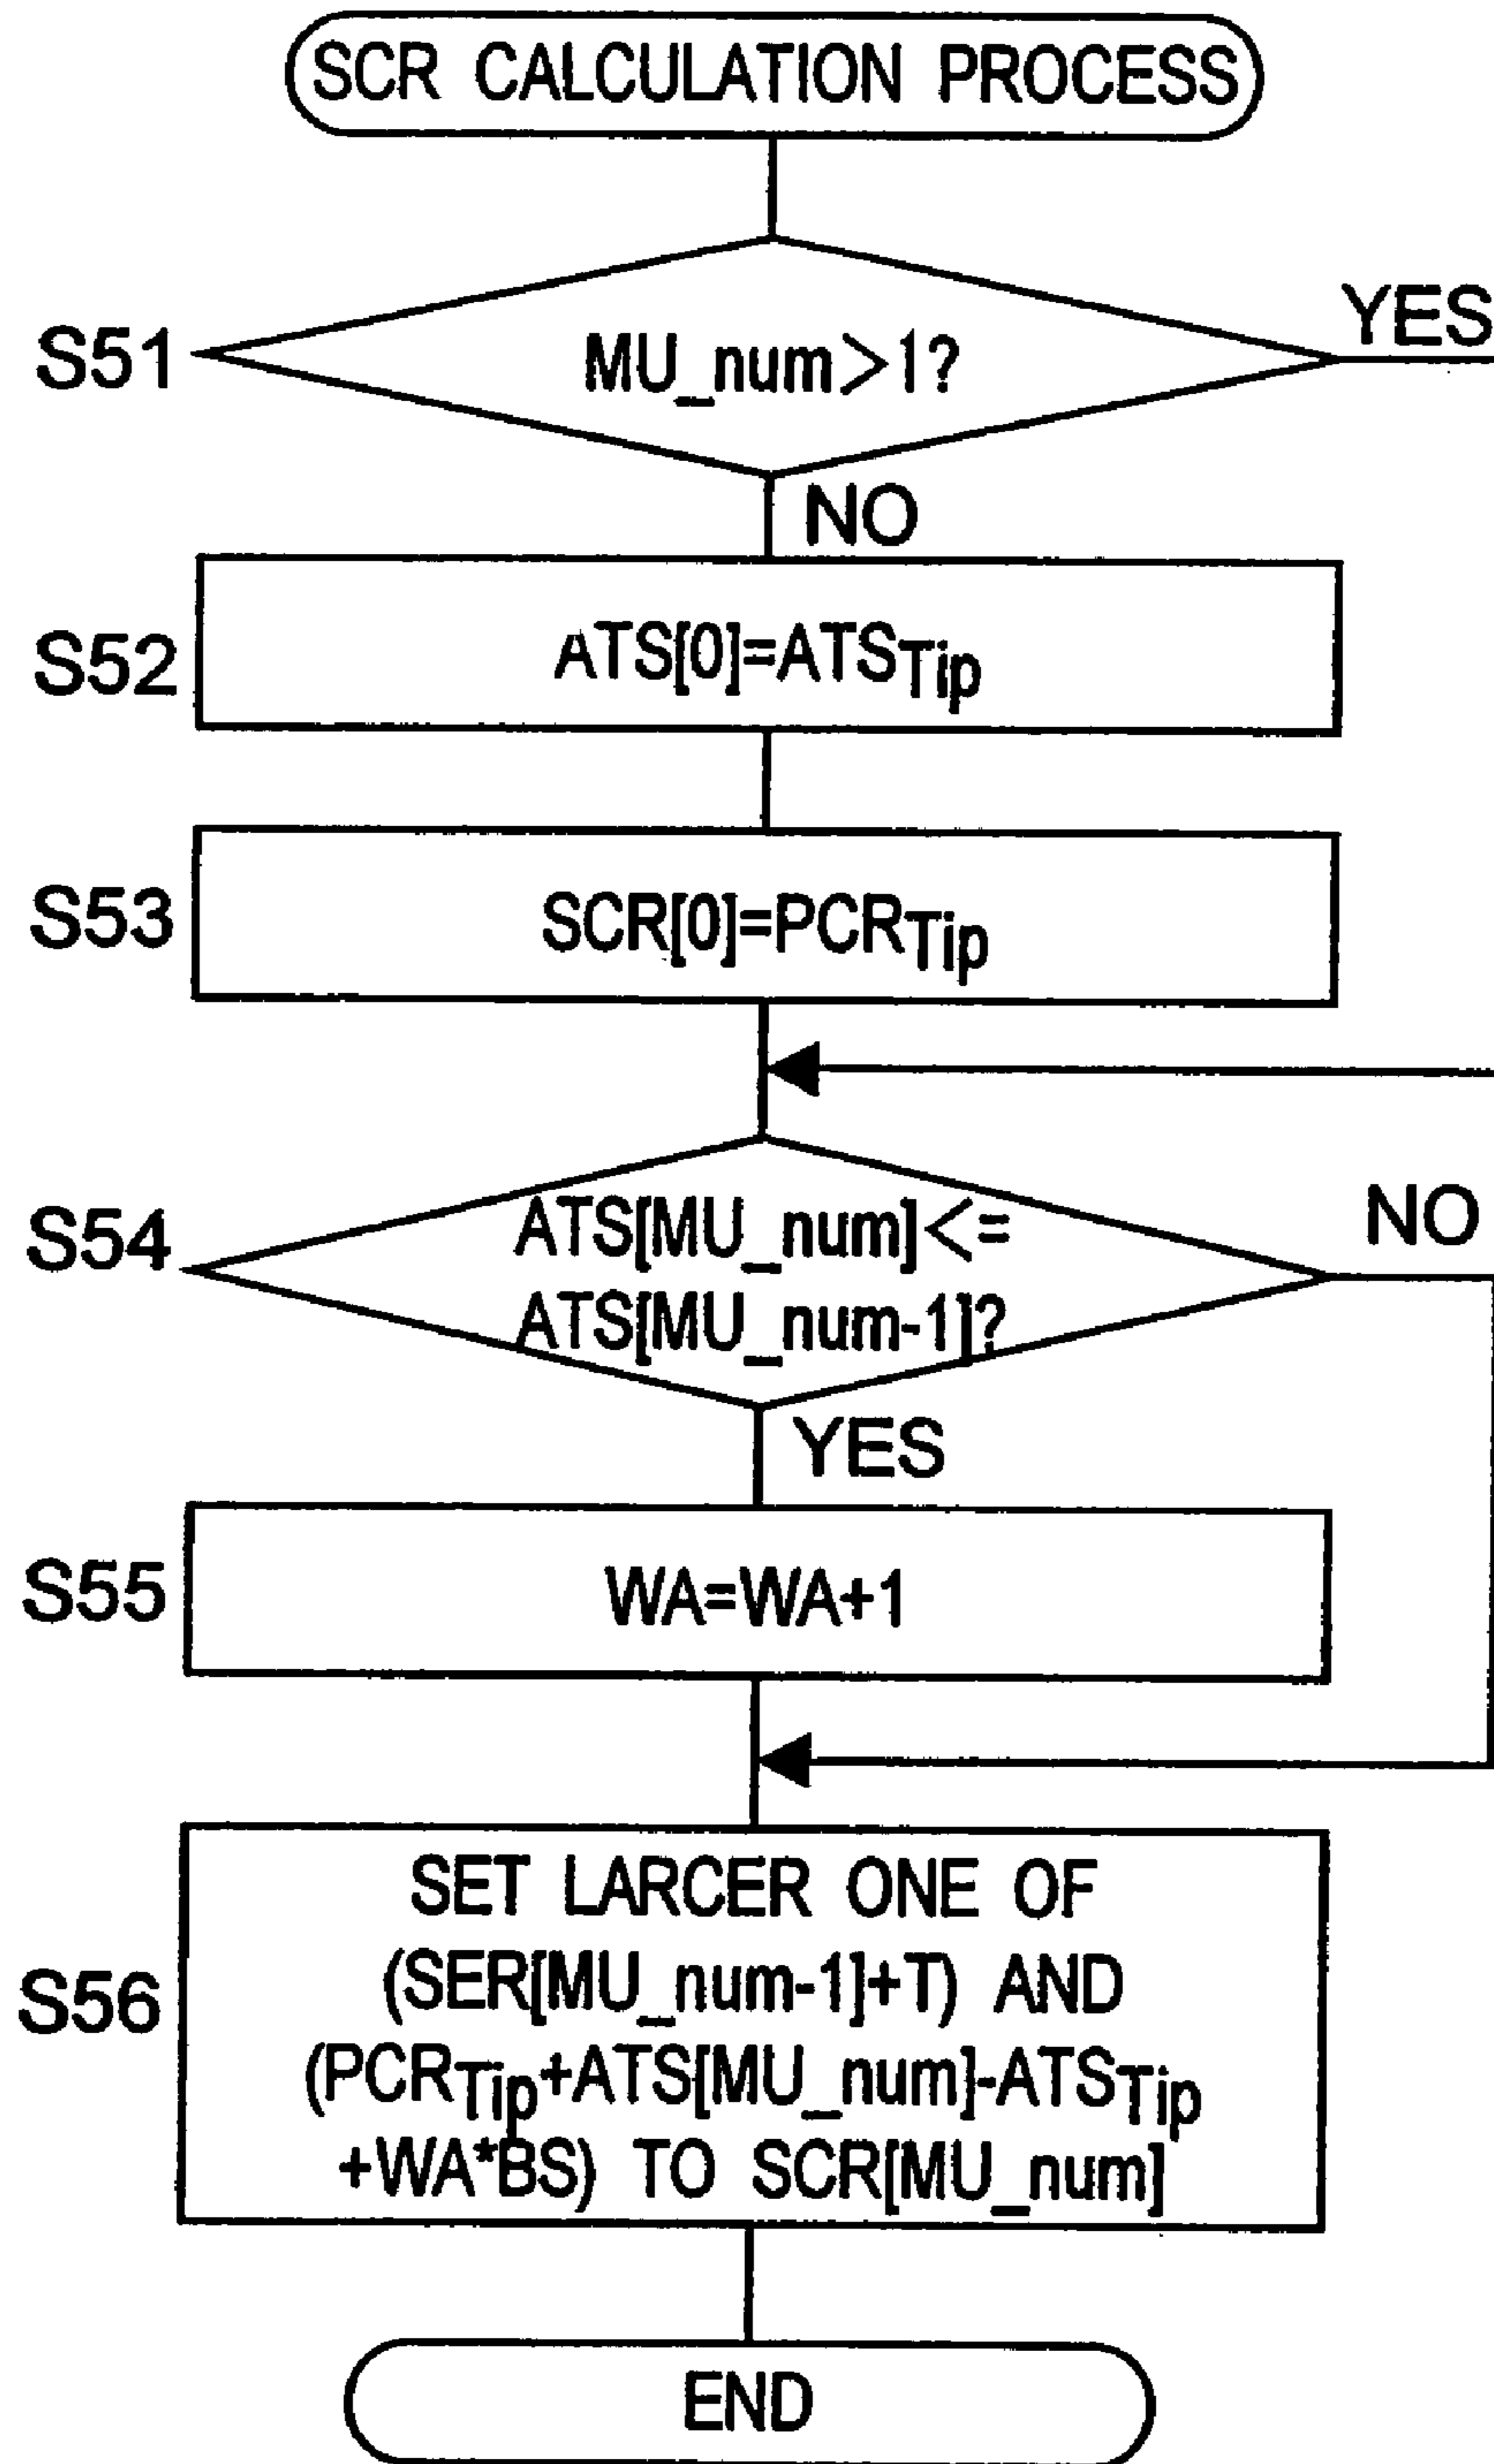 SCR CALCULATION PROCESS
YES
S51
MU_num>1?
NO
S52
ATS[0]=ATSTip
S53
SCR[0]=PCRTip
S54
ATS[MU_num]<=
NO
ATS[MU_num-1]?
YES
S55
WA=WA+1
S56
SET LARCER ONE OF
(SER[MU_num-1]+T) AND
(PCRTip+ATS[MU_num]-ATSTip
+WA*BS) TO SCR[MU_num]
END